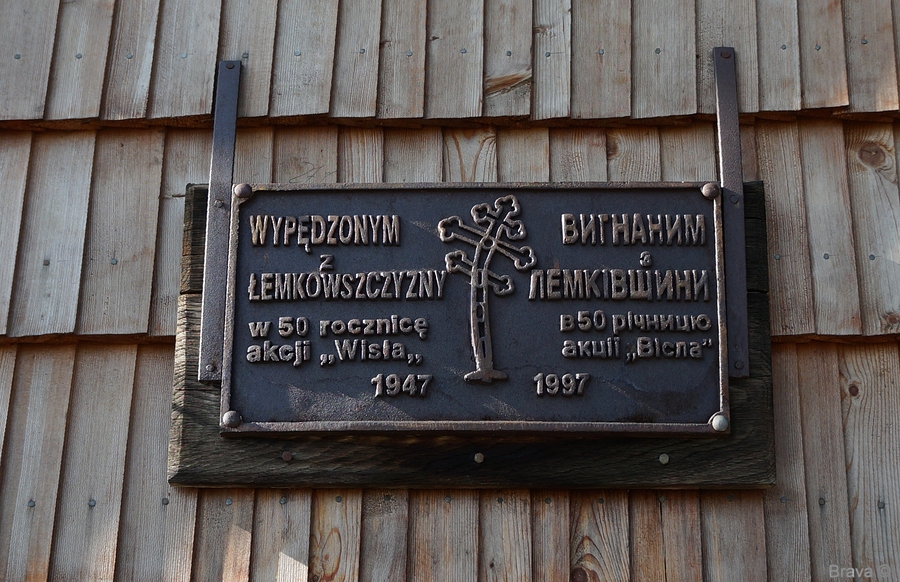 WYPĘDZONYM
z
ŁEMKOWSZCZYZNY
w 50 rocznicę
akcji „Wisła„
1947
ВИГНАНИМ
з
ЛЕМКІВЩИНИ
в 50 річницю
акції „Вісла”
1997
Brava ©